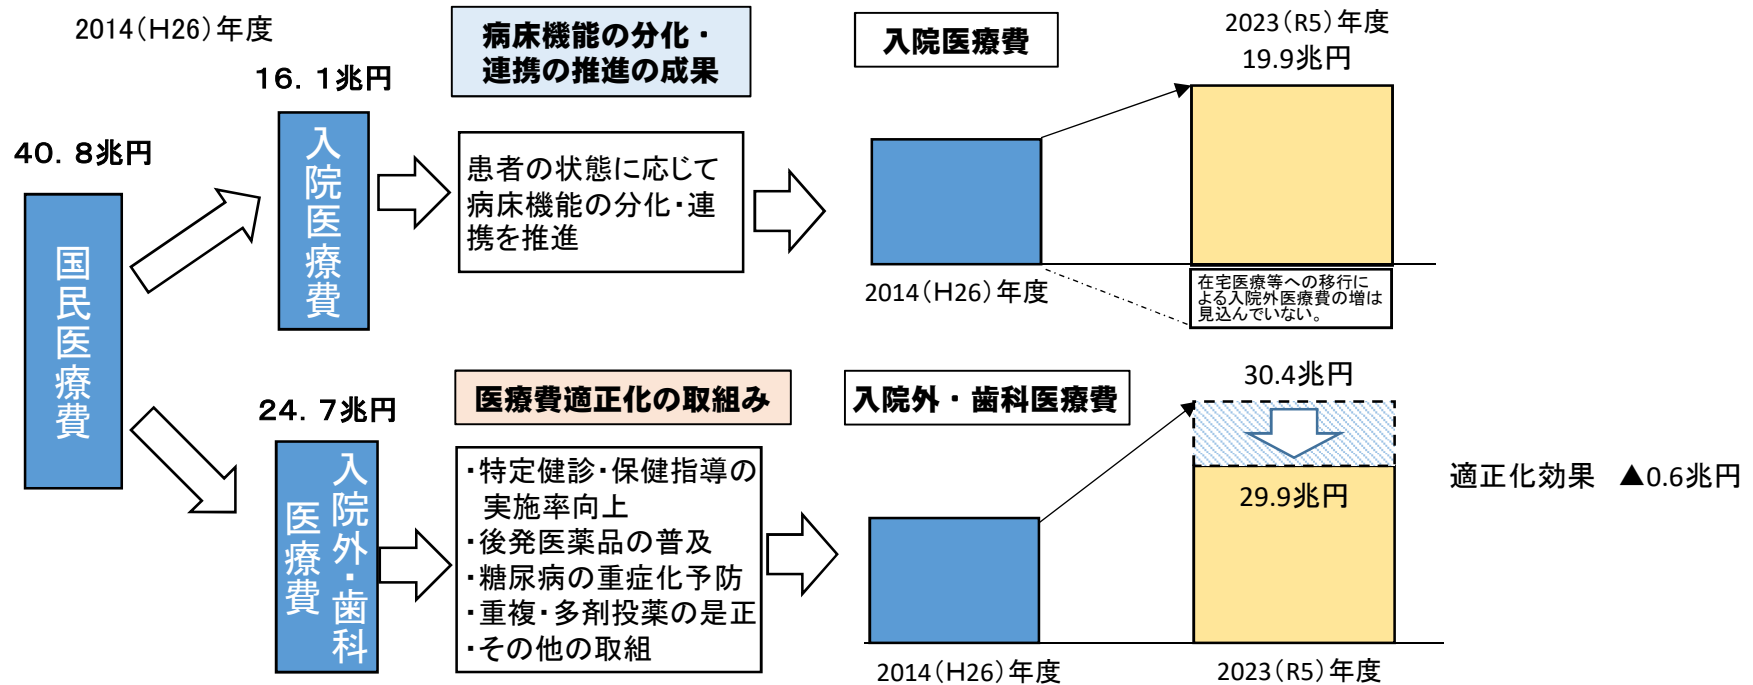 2014(H26)年度
40.8兆円
国民医療費
16.1兆円
入院医療費
病床機能の分化・
連携の推進の成果
患者の状態に応じて
病床機能の分化・連
携を推進
入院医療費
2014(H26)年度
2023(R5)年度
19.9兆円
在宅医療等への移行に
よる入院外医療費の増は
見込んでいない。
24.7兆円
入院外・歯科
医療費
医療費適正化の取組み
・特定健診・保健指導の
実施率向上
・後発医薬品の普及
・糖尿病の重症化予防
・重複・多剤投薬の是正
・その他の取組
入院外・歯科医療費
2014(H26)年度
30.4兆円
29.9兆円
2023(R5)年度
適正化効果 ▲0.6兆円